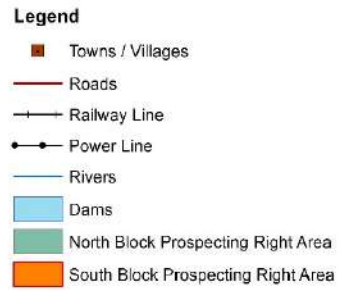 Legend
Towns / Villages
Roads
Railway Line
Power Line
Rivers
Dams
North Block Prospecting Right Area
South Block Prospecting Right Area